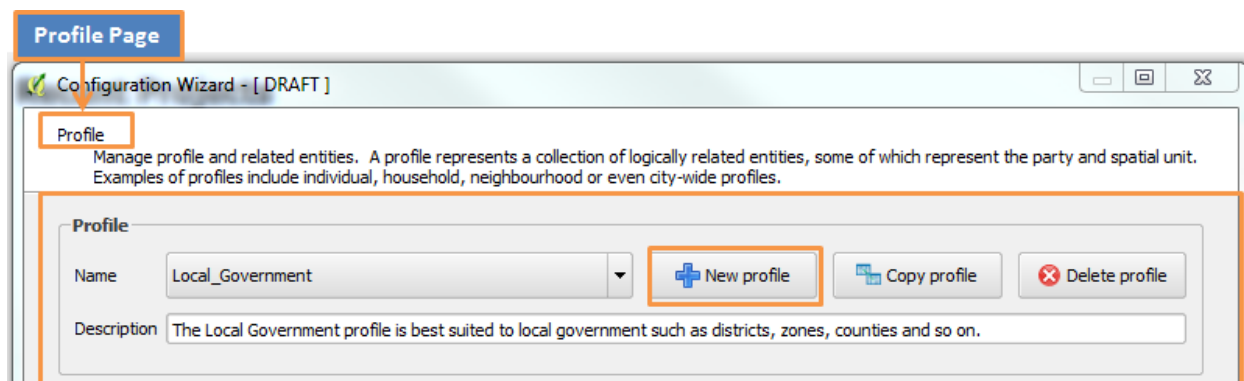 Profile Page
Configuration Wizard - [ DRAFT ]
Profile
Manage profile and related entities. A profile represents a collection of logically related entities, some of which represent the party and spatial unit.
Examples of profiles include individual, household, neighbourhood or even city-wide profiles.
Profile
Name Local_Government New profile Copy profile Delete profile
Description The Local Government profile is best suited to local government such as districts, zones, counties and so on.